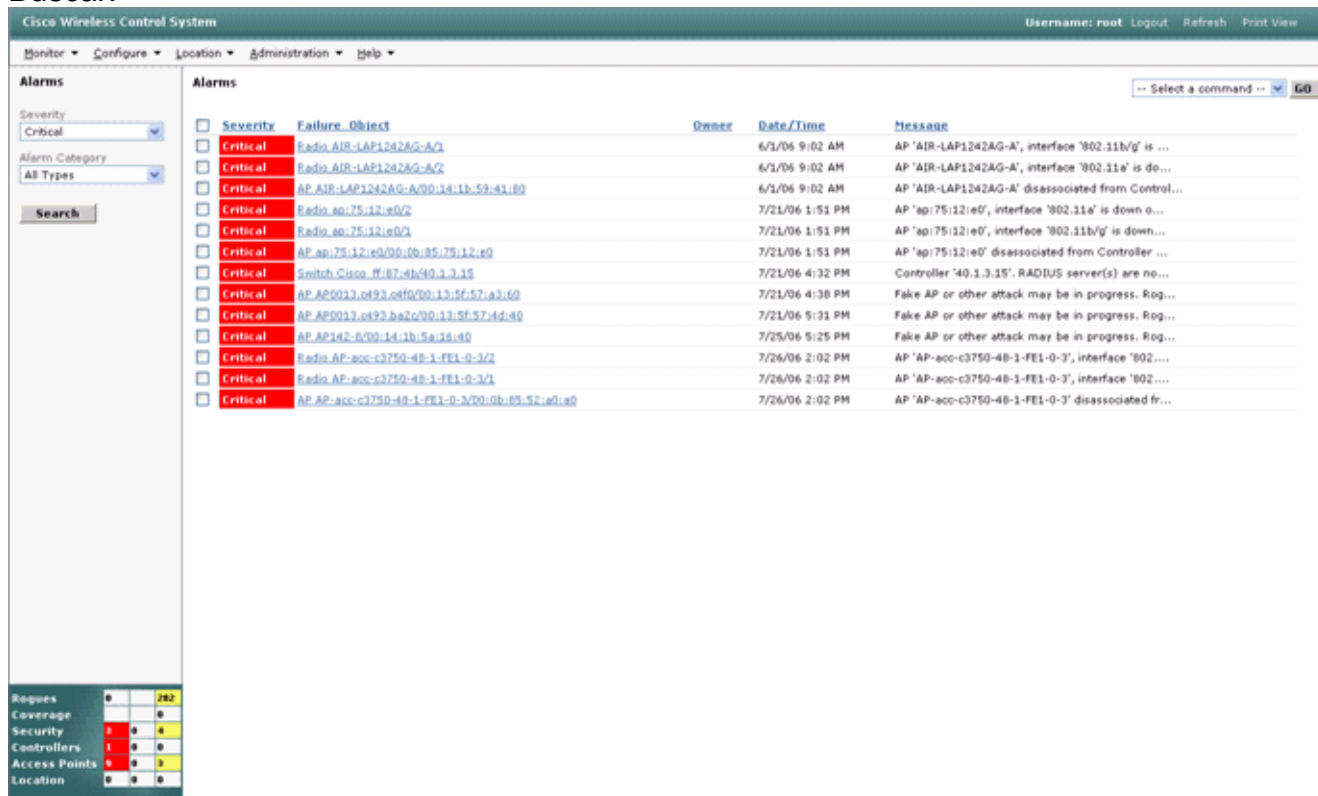 Buscar.
Cisco Wireless Control System
Username: root Logout Refresh Print View
Monitor Configure Location Administration Help
Alarms
Severity
Critical
Alarm Category
All Types
Search
Alarms
-- Select a command -- GO
Severity Failure Object Owner Date/Time Message
Critical Radio AIR-LAP1242AG-A/1 6/1/06 9:02 AM AP 'AIR-LAP1242AG-A', interface '802.11b/g' is ...
Critical Radio AIR-LAP1242AG-A/2 6/1/06 9:02 AM AP 'AIR-LAP1242AG-A', interface '802.11a' is do...
Critical AP AIR-LAP1242AG-A/00:14:1b:59:41:80 6/1/06 9:02 AM AP 'AIR-LAP1242AG-A' disassociated from Control...
Critical Radio ap:75:12:e0/2 7/21/06 1:51 PM AP 'ap:75:12:e0', interface '802.11a' is down o...
Critical Radio ap:75:12:e0/1 7/21/06 1:51 PM AP 'ap:75:12:e0', interface '802.11b/g' is down...
Critical AP ap:75:12:e0/00:0b:85:75:12:e0 7/21/06 1:51 PM AP 'ap:75:12:e0' disassociated from Controller ...
Critical Switch Cisco_ff:87:4b/40.1.3.15 7/21/06 4:32 PM Controller '40.1.3.15'. RADIUS server(s) are no...
Critical AP AP0013.c493.c4f0/00:13:5f:57:a3:60 7/21/06 4:38 PM Fake AP or other attack may be in progress. Rog...
Critical AP AP0013.c493.ba2c/00:13:5f:57:4d:40 7/21/06 5:31 PM Fake AP or other attack may be in progress. Rog...
Critical AP AP142-B/00:14:1b:5a:16:40 7/25/06 5:25 PM Fake AP or other attack may be in progress. Rog...
Critical Radio AP-acc-c3750-48-1-FE1-0-3/2 7/26/06 2:02 PM AP 'AP-acc-c3750-48-1-FE1-0-3', interface '802....
Critical Radio AP-acc-c3750-48-1-FE1-0-3/1 7/26/06 2:02 PM AP 'AP-acc-c3750-48-1-FE1-0-3', interface '802....
Critical AP AP-acc-c3750-48-1-FE1-0-3/00:0b:85:52:a0:a0 7/26/06 2:02 PM AP 'AP-acc-c3750-48-1-FE1-0-3' disassociated fr...
Rogues 0 282
Coverage 0
Security 3 0 4
Controllers 1 0 0
Access Points 9 0 3
Location 0 0 0